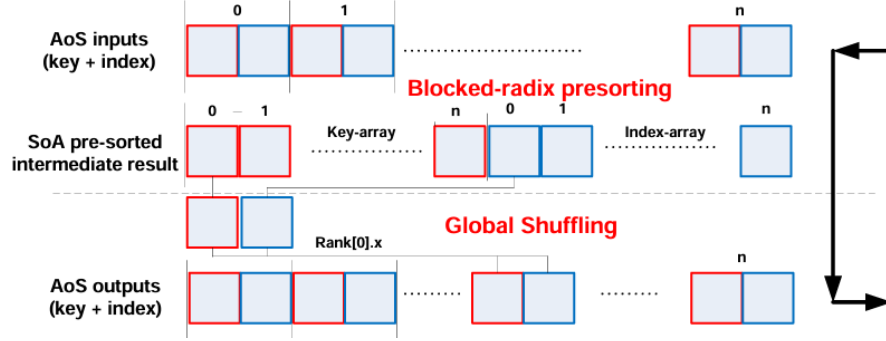 0 1 n
AoS inputs
(key + index)
Blocked-radix presorting
0 1 n 0 1 n
Key-array
Index-array
SoA pre-sorted
intermediate result
Global Shuffling
Rank[0].x
n
AoS outputs
(key + index)